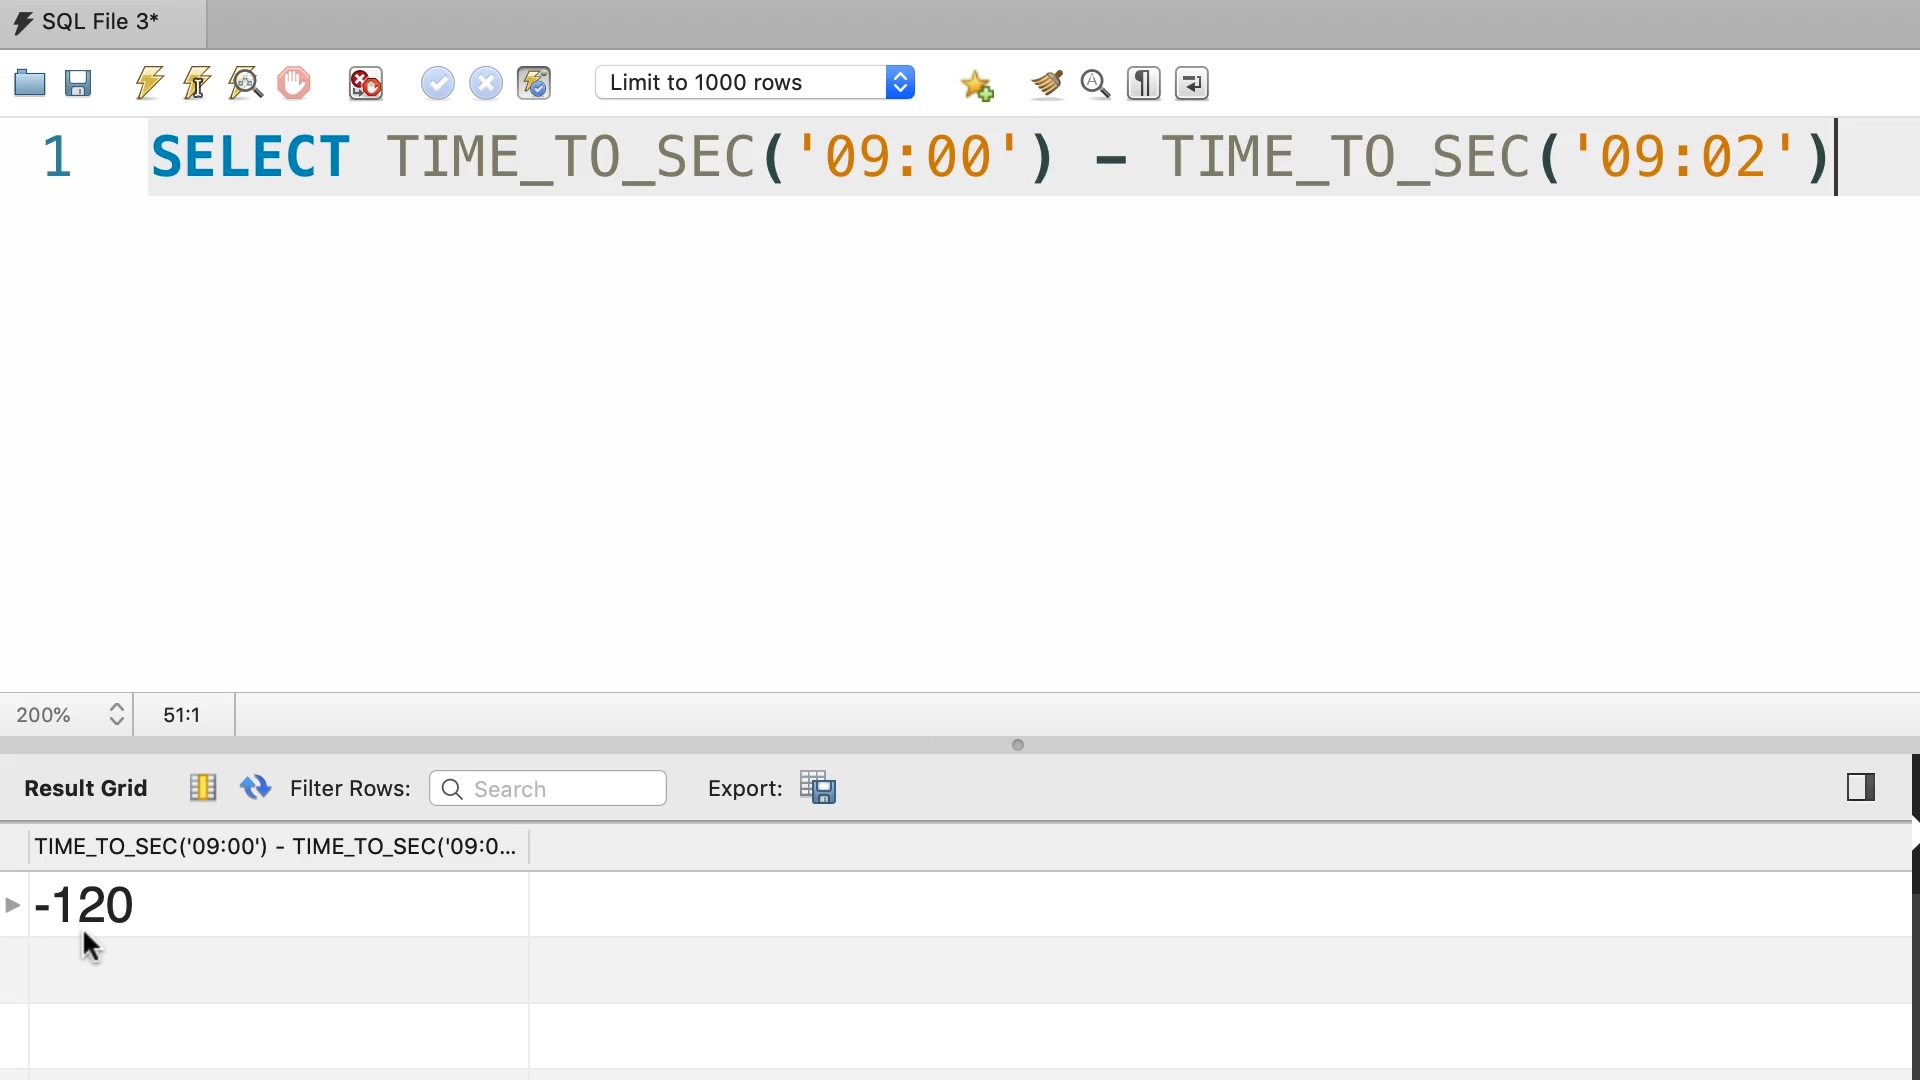 SQL File 3*
Limit to 1000 rows
1 SELECT TIME_TO_SEC('09:00') - TIME_TO_SEC('09:02')
200% 51:1
Result Grid Filter Rows: Search Export:
TIME_TO_SEC('09:00') - TIME_TO_SEC('09:0...
-120